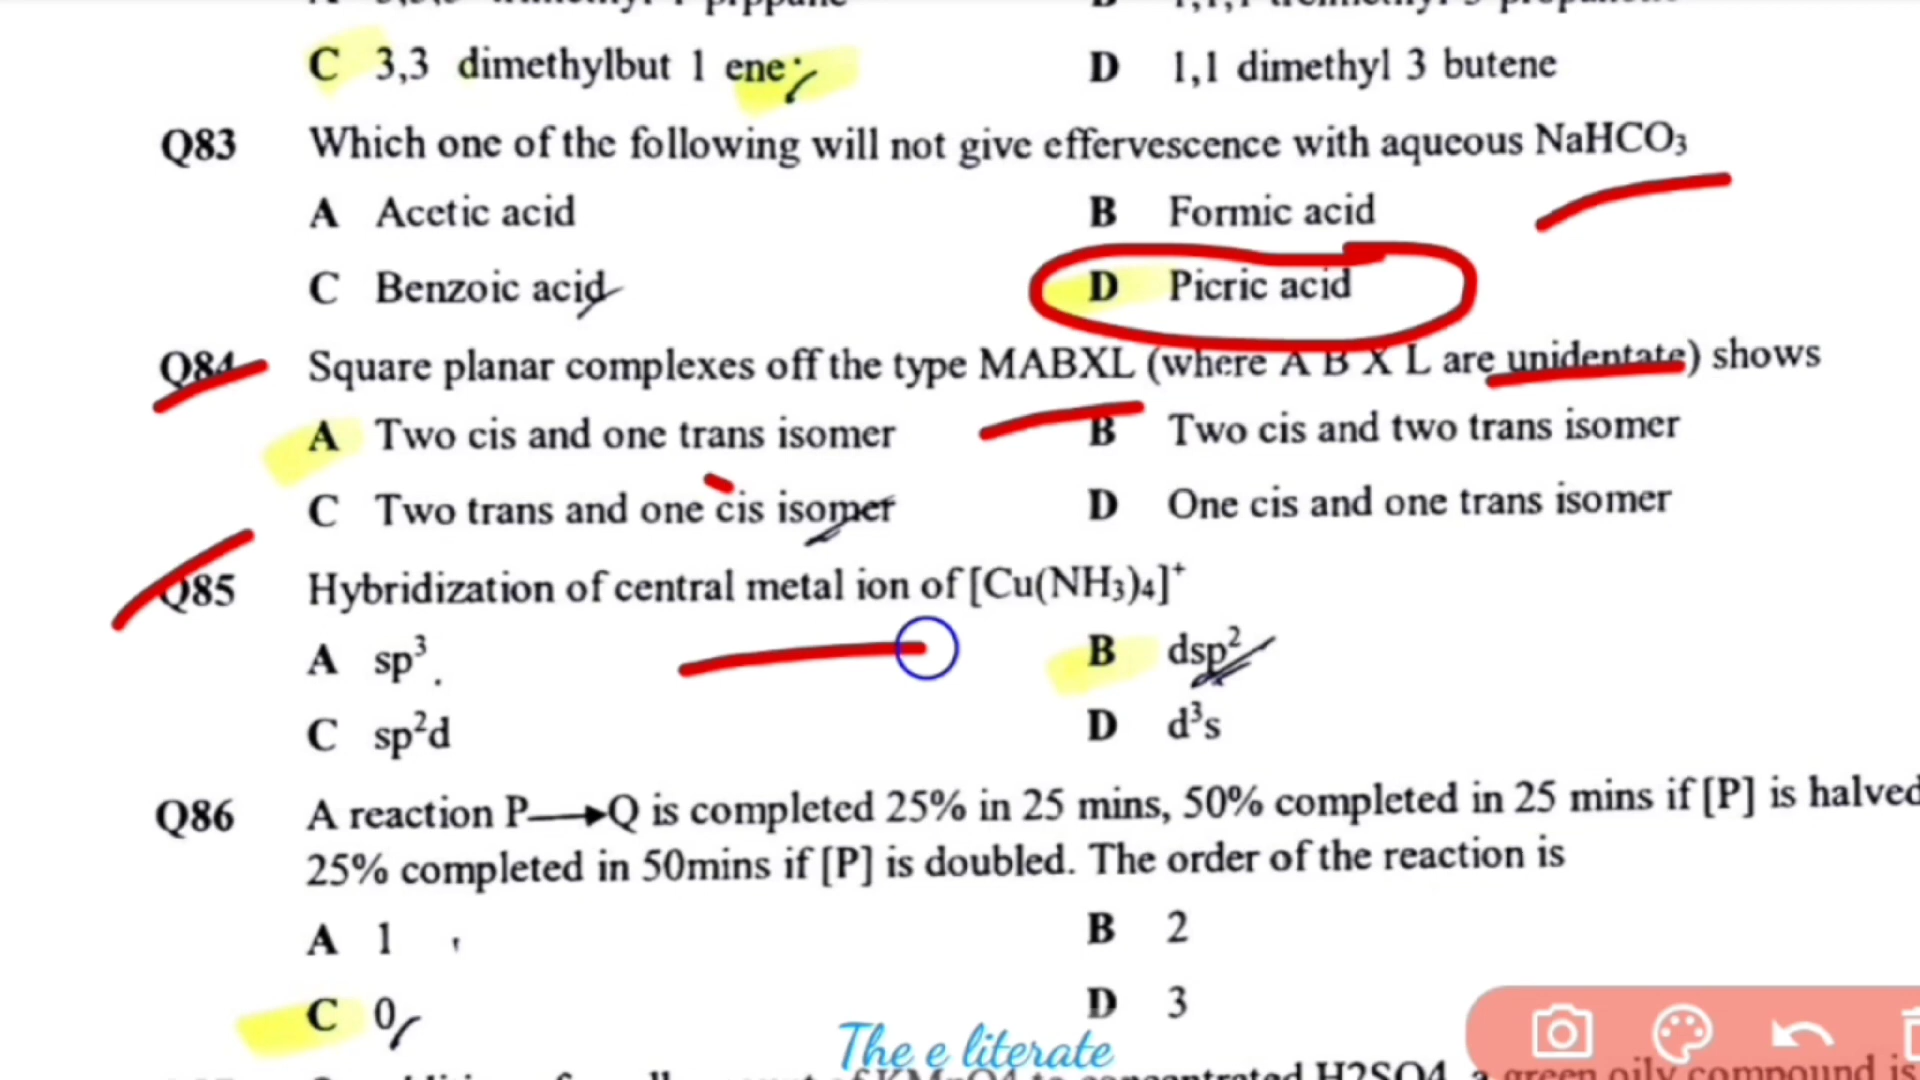 C 3,3 dimethylbut 1 ene
D 1,1 dimethyl 3 butene
Q83 Which one of the following will not give effervescence with aqueous NaHCO₃
A Acetic acid B Formic acid
C Benzoic acid D Picric acid
Q84 Square planar complexes off the type MABXL (where A B X L are unidentate) shows
A Two cis and one trans isomer B Two cis and two trans isomer
C Two trans and one cis isomer D One cis and one trans isomer
Q85 Hybridization of central metal ion of [Cu(NH₃)₄]⁺
A sp³ B dsp²
C sp²d D d³s
Q86 A reaction P⟶Q is completed 25% in 25 mins, 50% completed in 25 mins if [P] is halved
25% completed in 50mins if [P] is doubled. The order of the reaction is
A 1 B 2
C 0 D 3
The e literate
H2SO4, a green oily compound is